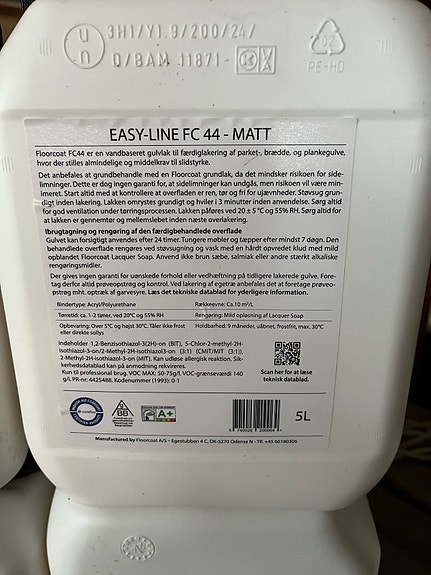 3H1/Y1.9/200/24/
u
n
D/BAM 11871-
02
PE-HD
EASY-LINE FC 44 - MATT
Floorcoat FC44 er en vandbaseret gulvlak til færdiglakering af parket-, brædde, og plankegulve,
hvor der stilles almindelige og middelkrav til slidstyrke.
Det anbefales at grundbehandle med en Floorcoat grundlak, da det mindsker risikoen for side-
limninger. Dette er dog ingen garanti for, at sidelimninger kan undgås, men risikoen vil være min-
imeret. Start altid med at kontrollere at overfladen er ren, tør og fri for ujævnheder. Støvsug grun-
digt inden lakering. Lakken omrystes grundigt og hviler i 3 minutter inden anvendelse. Sørg altid
for god ventilation under tørringsprocessen. Lakken påføres ved 20 ± 5 °C og 55% RH. Sørg altid for
at lakken er gennemtør og mellemslebet inden næste overlakering.
Ibrugtagning og rengøring af den færdigbehandlede overflade
Gulvet kan forsigtigt anvendes efter 24 timer. Tungere møbler og tæpper efter mindst 7 døgn. Den
behandlede overflade rengøres ved støvsugning og vask med en hårdt opvredet klud med mild
opblandet Floorcoat Lacquer Soap. Anvend ikke brun sæbe, salmiak eller andre stærkt alkaliske
rengøringsmidler.
Der gives ingen garanti for uønskede forhold eller vedhæftning på tidligere lakerede gulve. Fore-
tag derfor altid prøveopstrygning og kontroller. Ved lakering af egetræ anbefales det at foretage prøveo-
pstrøg mht. optræk af garvesyre. Læs det tekniske datablad for yderligere information.
Bindertype: Acryl/Polyurethane
Rækkeevne: Ca.10 m²/L
Tørretid: ca. 1-2 timer, ved 20°C og 55% RH
Rengøring: Mild opløsning af Lacquer Soap
Opbevaring: Over 5°C og højst 30°C. Tåler ikke frost
eller direkte sollys
Holdbarhed: 9 måneder, uåbnet, frostfrit, max. 30°C
Indeholder 1,2-Benzisothiazol-3(2H)-on (BIT), 5-Chlor-2-methyl-2H-
isothiazol-3-on/2-Methyl-2H-isothiazol3-on (3:1) (CMIT/MIT (3:1)),
2-Methyl-2H-isothiazol-3-on (MIT). Kan udløse allergisk reaktion. Sik-
kerhedsdatablad kan på anmodning rekvireres.
Kun til professionel brug. VOC MAX: 50-75g/l, VOC-grænseværdi 140
g/l. PR-nr: 4425488. Kodenummer (1993): 0-1
Scan her for at læse
teknisk datablad.
BB
A+
5 740026 200064
5L
Manufactured by Floorcoat A/S - Egestubben 4 C, DK-5270 Odense N - Tlf. +45 66180306